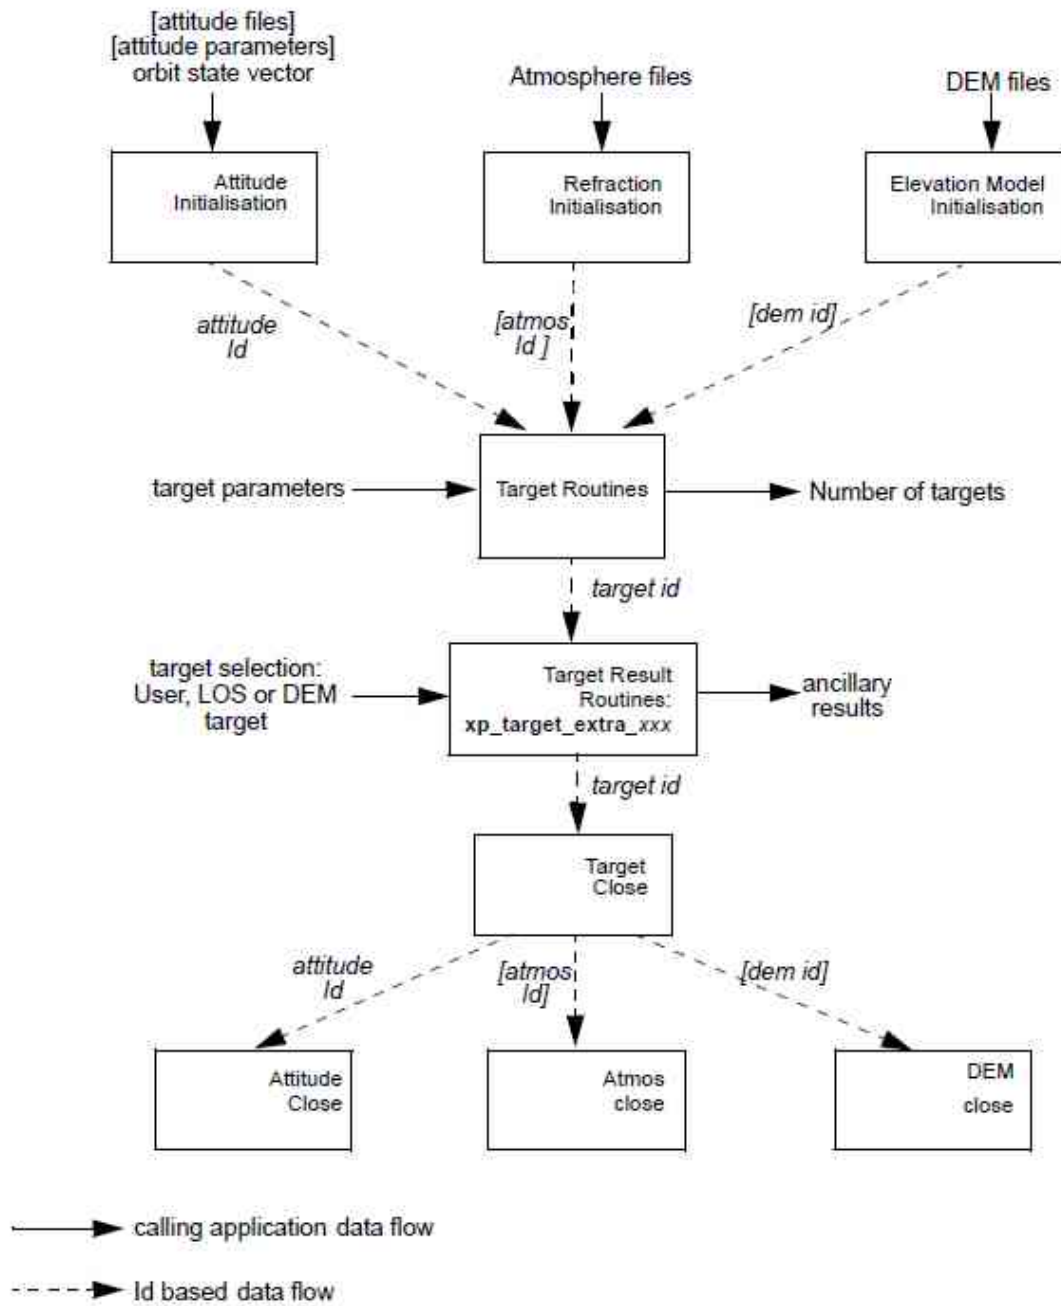 [attitude files]
[attitude parameters]
orbit state vector
Atmosphere files
DEM files
Attitude
Initialisation
Refraction
Initialisation
Elevation Model
Initialisation
attitude
Id
[atmos
Id ]
[dem id]
target parameters
Target Routines
Number of targets
target id
target selection:
User, LOS or DEM
target
Target Result
Routines:
xp_target_extra_xxx
ancillary
results
target id
Target
Close
attitude
Id
[atmos
Id]
[dem id]
Attitude
Close
Atmos
close
DEM
close
calling application data flow
Id based data flow